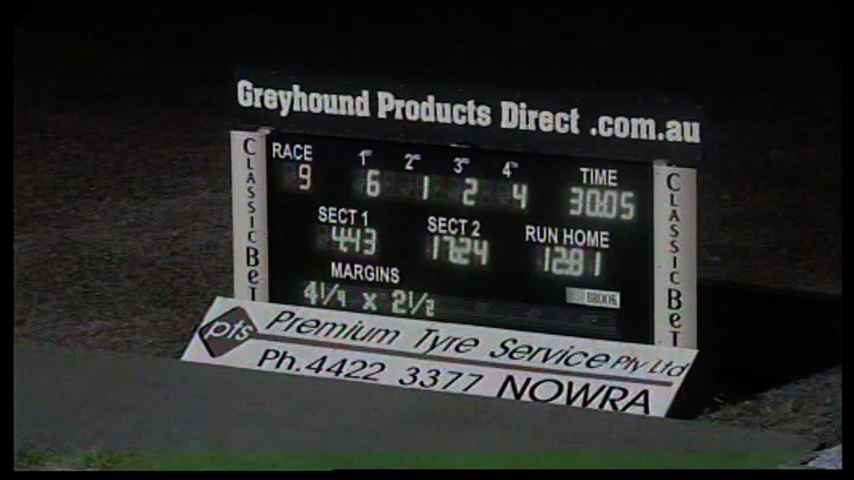 Greyhound Products Direct .com.au
CLASSICBET
RACE 1st 2nd 3rd 4th TIME
9 6 1 2 4 30.05
SECT 1 SECT 2 RUN HOME
4.43 17.24 12.81
MARGINS
4 1/4 x 2 1/2
BROOK
CLASSICBET
pts Premium Tyre Service Pty Ltd
Ph.4422 3377 NOWRA